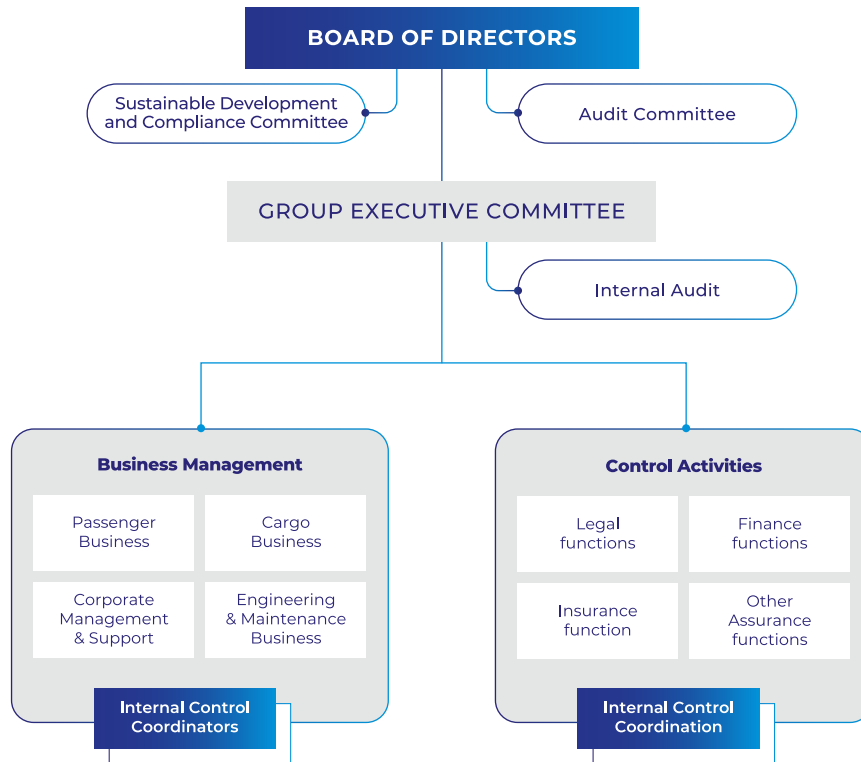 BOARD OF DIRECTORS
Sustainable Development
and Compliance Committee
Audit Committee
GROUP EXECUTIVE COMMITTEE
Internal Audit
Business Management
Passenger
Business
Cargo
Business
Corporate
Management
& Support
Engineering
& Maintenance
Business
Internal Control
Coordinators
Control Activities
Legal
functions
Finance
functions
Insurance
function
Other
Assurance
functions
Internal Control
Coordination